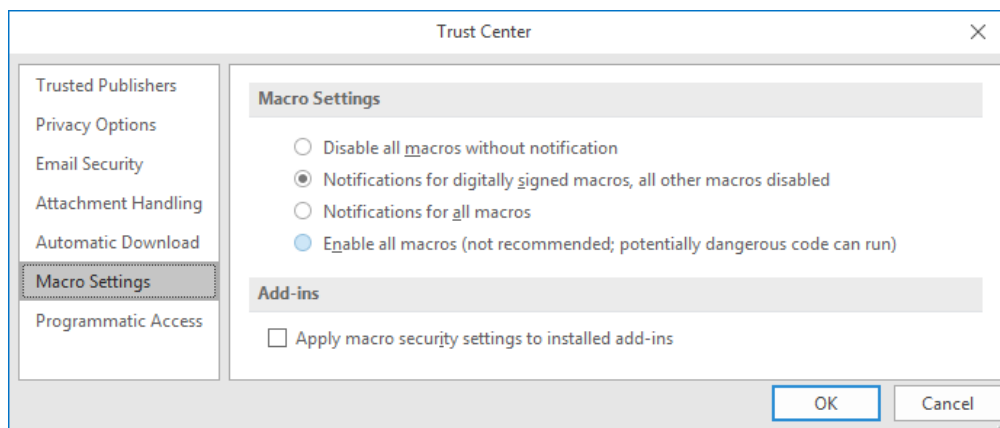 Trust Center
Trusted Publishers
Privacy Options
Email Security
Attachment Handling
Automatic Download
Macro Settings
Programmatic Access
Macro Settings
Disable all macros without notification
Notifications for digitally signed macros, all other macros disabled
Notifications for all macros
Enable all macros (not recommended; potentially dangerous code can run)
Add-ins
Apply macro security settings to installed add-ins
OK
Cancel